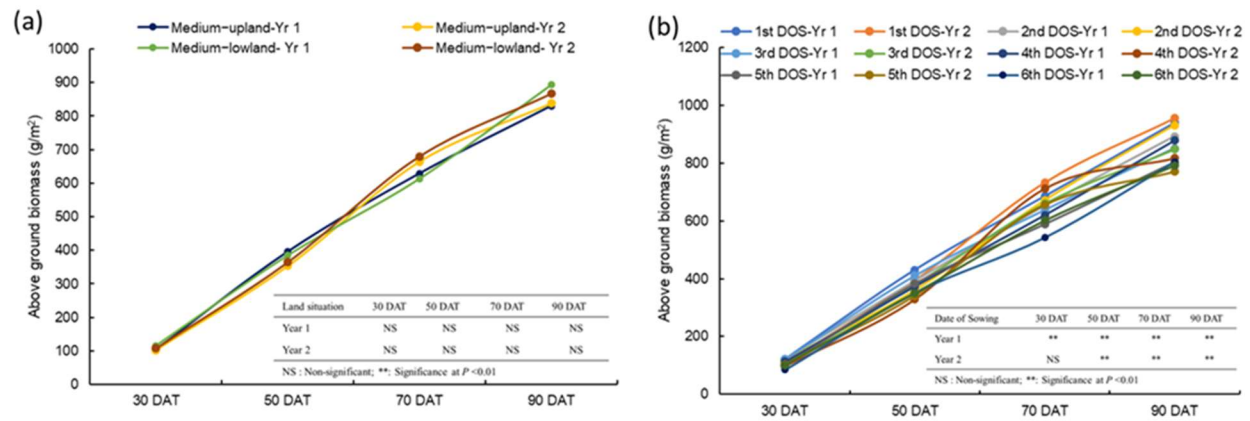 (a)
Medium-upland-Yr 1 Medium-upland-Yr 2
Medium-lowland- Yr 1 Medium-lowland- Yr 2
Above ground biomass (g/m²)
1000
900
800
700
600
500
400
300
200
100
0
30 DAT 50 DAT 70 DAT 90 DAT
Land situation 30 DAT 50 DAT 70 DAT 90 DAT
Year 1 NS NS NS NS
Year 2 NS NS NS NS
NS : Non-significant; **: Significance at P <0.01
(b)
1st DOS-Yr 1 1st DOS-Yr 2 2nd DOS-Yr 1 2nd DOS-Yr 2
3rd DOS-Yr 1 3rd DOS-Yr 2 4th DOS-Yr 1 4th DOS-Yr 2
5th DOS-Yr 1 5th DOS-Yr 2 6th DOS-Yr 1 6th DOS-Yr 2
Above ground biomass (g/m²)
1200
1000
800
600
400
200
0
30 DAT 50 DAT 70 DAT 90 DAT
Date of Sowing 30 DAT 50 DAT 70 DAT 90 DAT
Year 1 ** ** ** **
Year 2 NS ** ** **
NS : Non-significant; **: Significance at P <0.01